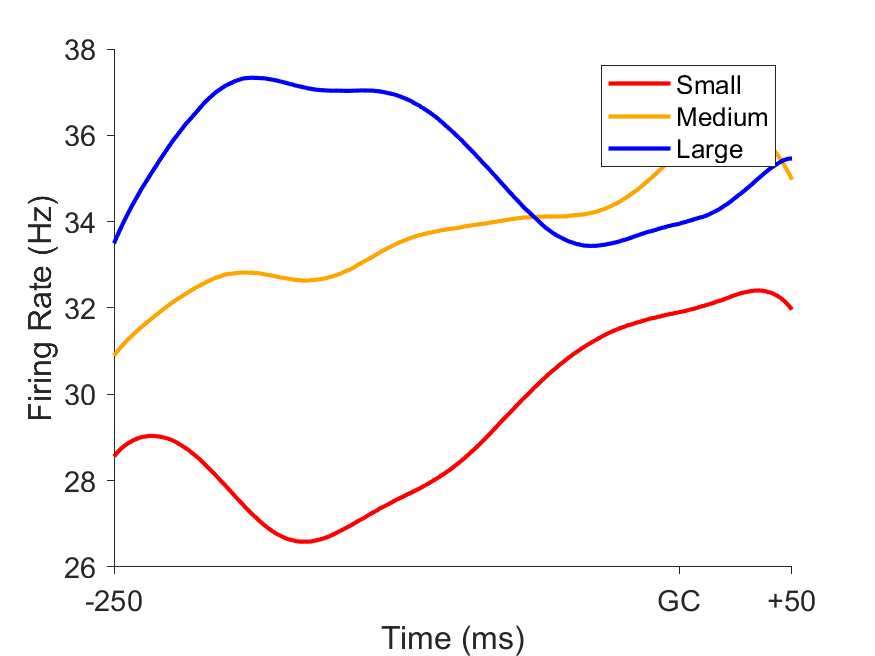 38
36
34
32
30
28
26
Firing Rate (Hz)
Small
Medium
Large
-250
GC
+50
Time (ms)